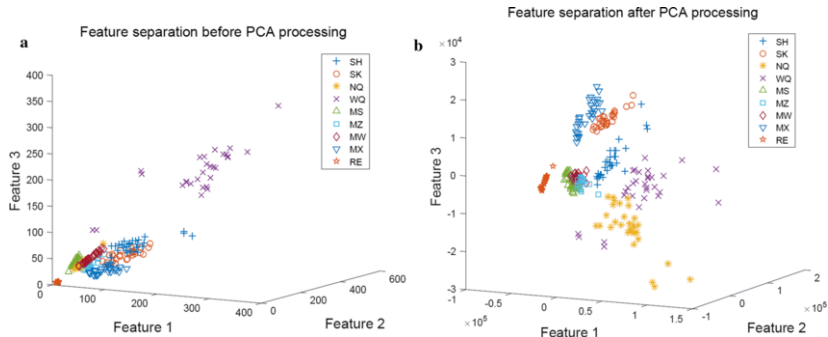 a
Feature separation before PCA processing
400
350
300
250
200
150
100
50
0
Feature 3
0
100
200
300
400
Feature 1
0
200
400
600
Feature 2
SH
SK
NQ
WQ
MS
MZ
MW
MX
RE
b
Feature separation after PCA processing
× 10⁴
3
2
1
0
-1
-2
-3
Feature 3
-1
-0.5
0
0.5
1
1.5
× 10⁵
Feature 1
-1
0
1
2
× 10⁵
Feature 2
SH
SK
NQ
WQ
MS
MZ
MW
MX
RE